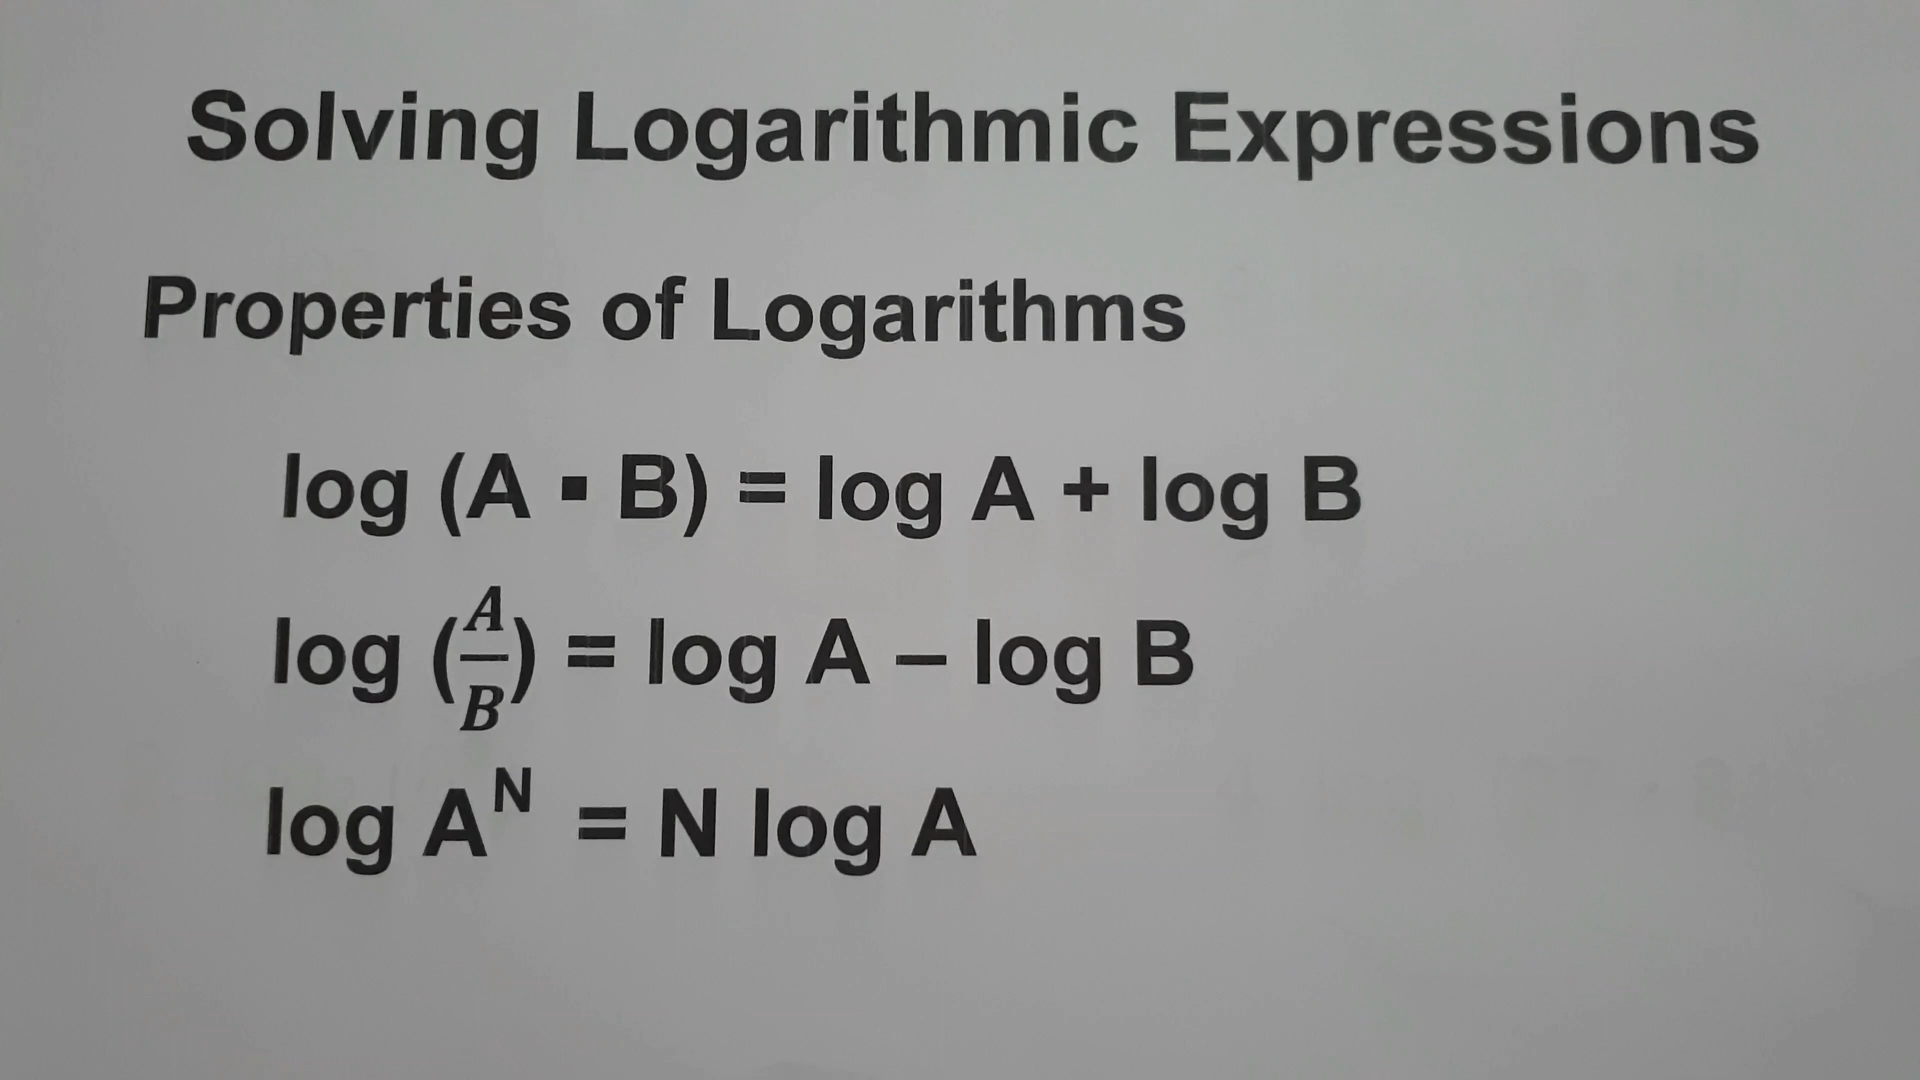 Solving Logarithmic Expressions
Properties of Logarithms
log (A ▪ B) = log A + log B
log (A/B) = log A – log B
log A^N = N log A